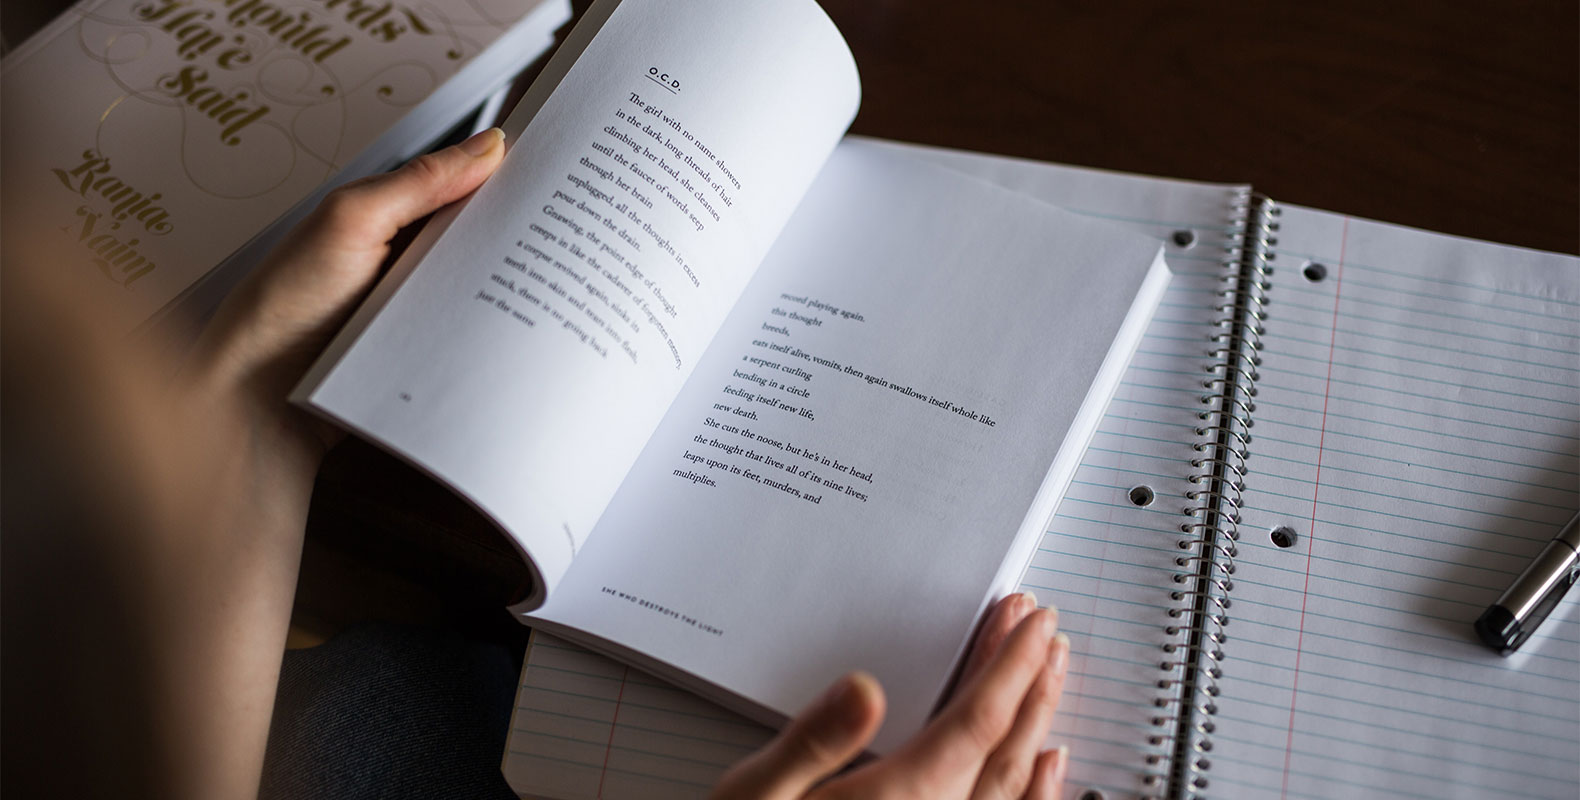 Should
Have
Said
Rania
Naim
O.C.D.
The girl with no name showers
in the dark, long threads of hair
climbing her head, she cleanses
until the faucet of words seep
through her brain
unplugged, all the thoughts in excess
pour down the drain.
Gnawing, the point edge of thought
creeps in like the cadaver of forgotten memory,
a corpse revived again, sinks its
teeth into skin and tears into flesh,
stuck, there is no going back
just the same
record playing again.
this thought
breeds,
eats itself alive, vomits, then again swallows itself whole like
a serpent curling
bending in a circle
feeding itself new life,
new death.
She cuts the noose, but he's in her head,
the thought that lives all of its nine lives;
leaps upon its feet, murders, and
multiplies.
SHE WHO DESTROYS THE LIGHT